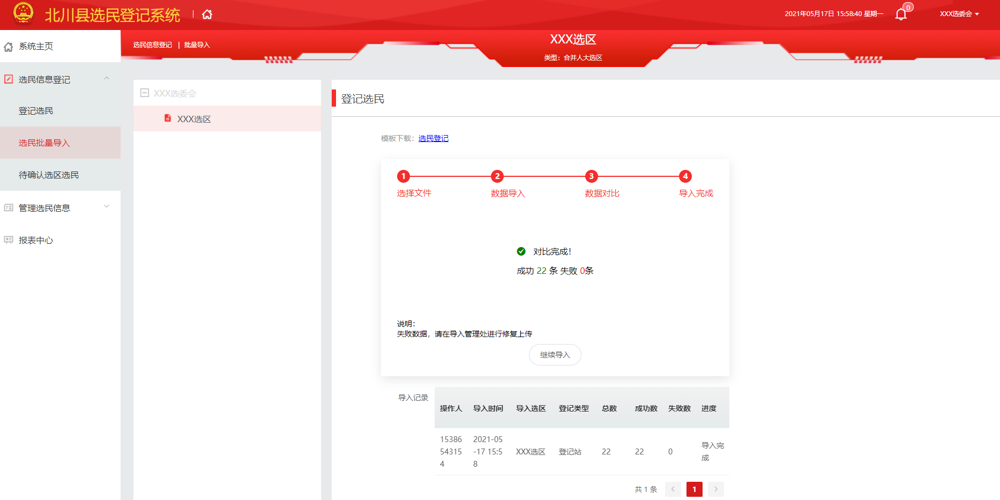 北川县选民登记系统
2021年05月17日 15:58:40 星期一
0
XXX选委会
系统主页
选民信息登记
登记选民
选民批量导入
待确认选区选民
管理选民信息
报表中心
选民信息登记 | 批量导入
XXX选区
类型：合并人大选区
XXX选委会
XXX选区
登记选民
模板下载：选民登记
1 2 3 4
选择文件 数据导入 数据对比 导入完成
对比完成！
成功 22 条 失败 0条
说明：
失败数据，请在导入管理处进行修复上传
继续导入
导入记录
操作人 导入时间 导入选区 登记类型 总数 成功数 失败数 进度
15386 2021-05 导入完
54315 -17 15:5 XXX选区 登记站 22 22 0 成
4 8
共 1 条 1